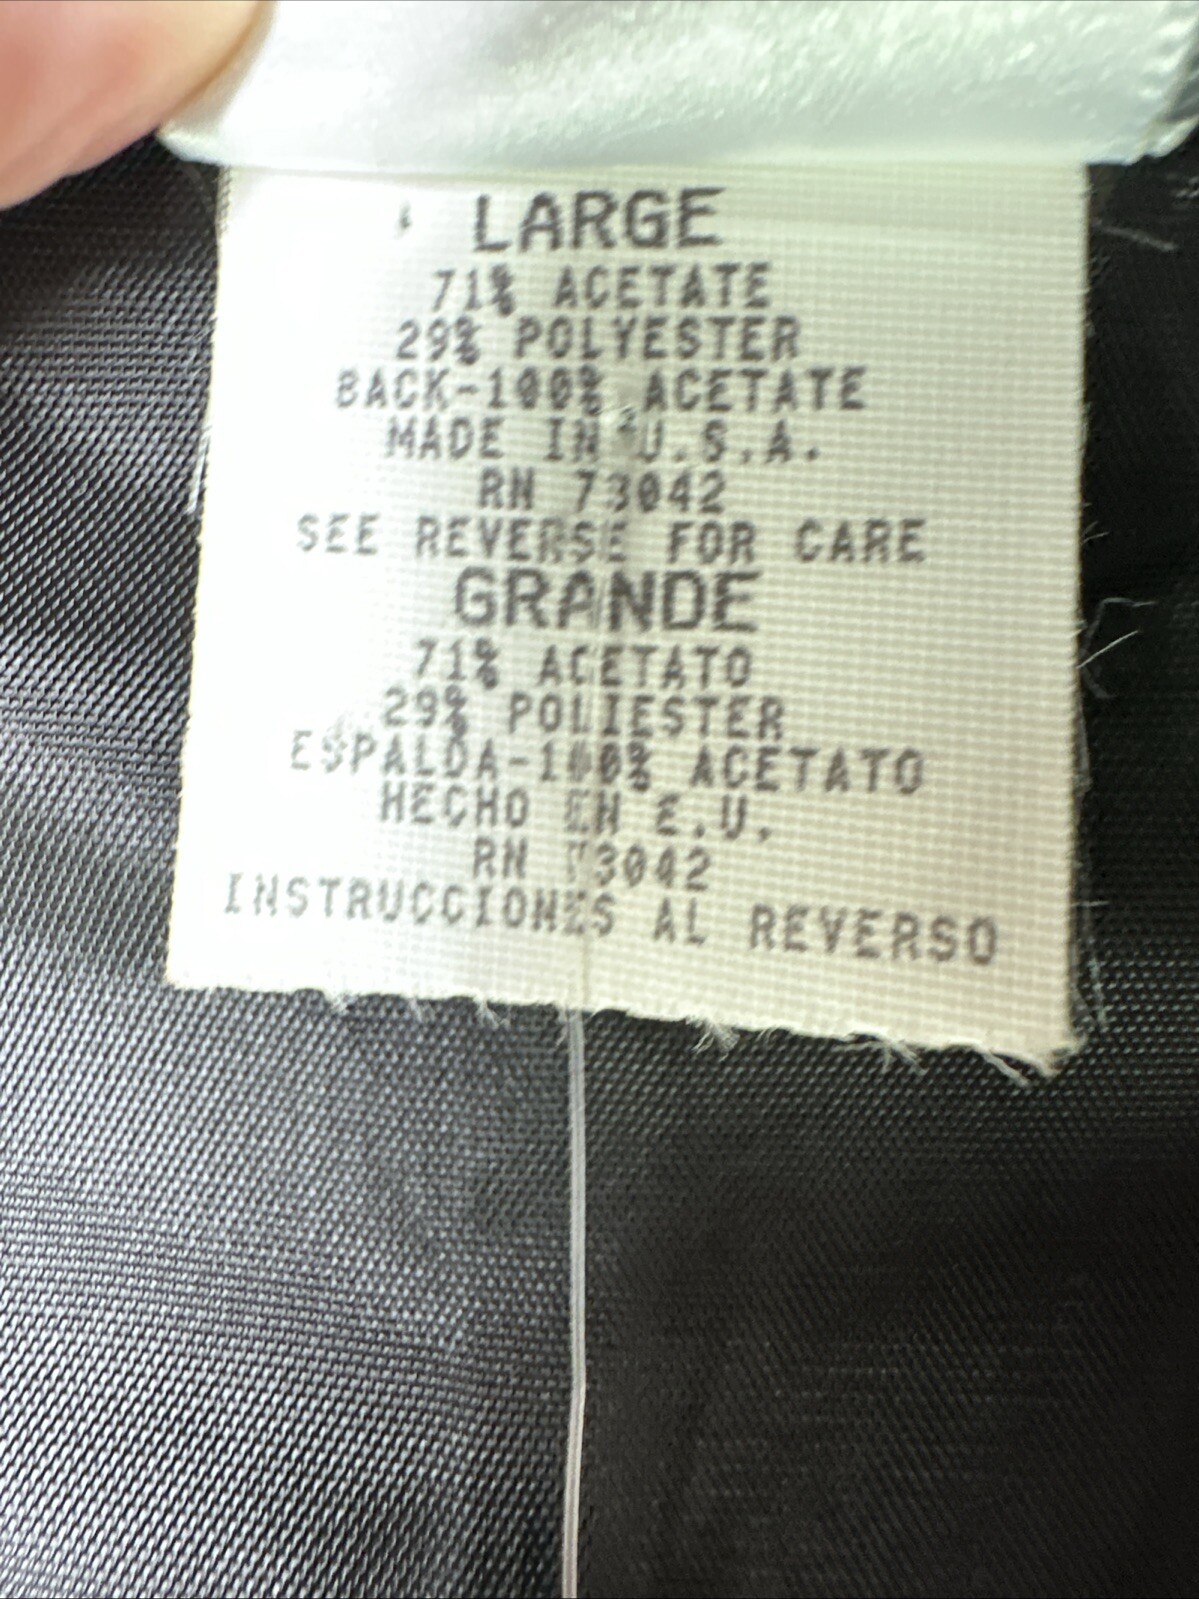 LARGE
71% ACETATE
29% POLYESTER
BACK-100% ACETATE
MADE IN U.S.A.
RN 73042
SEE REVERSE FOR CARE
GRANDE
71% ACETATO
29% POLIESTER
ESPALDA-100% ACETATO
HECHO EN E.U.
RN 73042
INSTRUCCIONES AL REVERSO